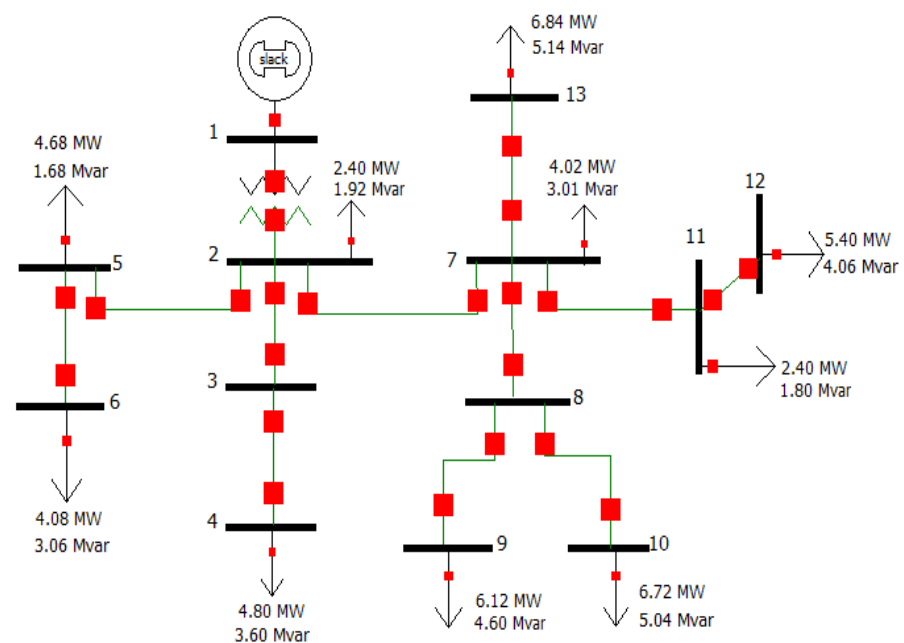 6.84 MW
5.14 Mvar
slack
13
1
4.68 MW
1.68 Mvar
2.40 MW
1.92 Mvar
4.02 MW
3.01 Mvar
12
11
2
7
5
5.40 MW
4.06 Mvar
3
6
8
2.40 MW
1.80 Mvar
4.08 MW
3.06 Mvar
4
9
10
4.80 MW
3.60 Mvar
6.12 MW
4.60 Mvar
6.72 MW
5.04 Mvar